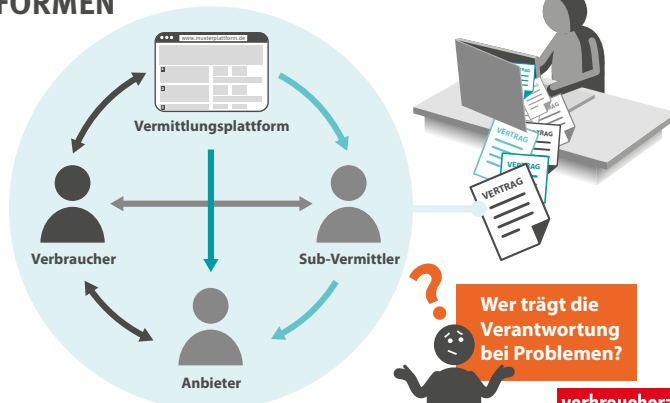 FORMEN
www.musterplattform.de
Vermittlungsplattform
VERTRAG
VERTRAG
VERTRAG
VERTRAG
Verbraucher
Sub-Vermittler
Wer trägt die
Verantwortung
bei Problemen?
Anbieter